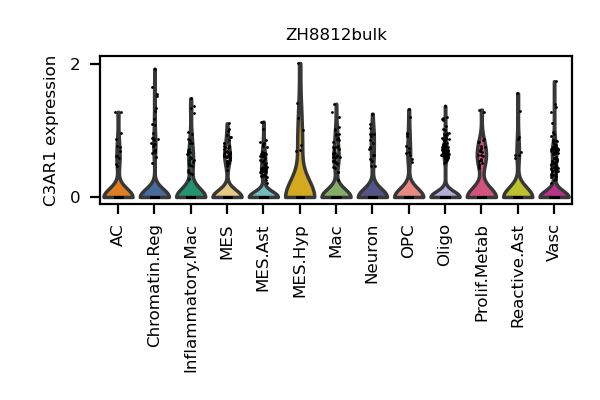 ZH8812bulk
C3AR1 expression
2
0
AC
Chromatin.Reg
Inflammatory.Mac
MES
MES.Ast
MES.Hyp
Mac
Neuron
OPC
Oligo
Prolif.Metab
Reactive.Ast
Vasc